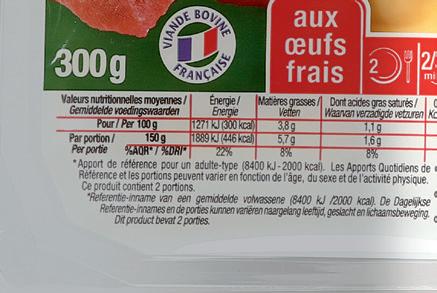 300g
VIANDE BOVINE
FRANÇAISE
aux
œufs
frais
2
2/
mi
Valeurs nutritionnelles moyennes / Énergie / Matières grasses / Dont acides gras saturés /
Gemiddelde voedingswaarden Energie Vetten Waarvan verzadigde vetzuren
Pour / Per 100 g 1271 kJ (300 kcal) 3,8 g 1,1 g
Par portion / 150 g 1889 kJ (446 kcal) 5,7 g 1,6 g
Per portie %AQR* / %DRI* 22% 8% 8%
*Apport de référence pour un adulte-type (8400 kJ - 2000 kcal). Les Apports Quotidiens de
Référence et les portions peuvent varier en fonction de l'âge, du sexe et de l'activité physique.
Ce produit contient 2 portions.
*Referentie-inname van een gemiddelde volwassene (8400 kJ /2000 kcal). De Dagelijkse
Referentie-innames en de porties kunnen variëren naargelang leeftijd, geslacht en lichaamsbeweging.
Dit product bevat 2 porties.